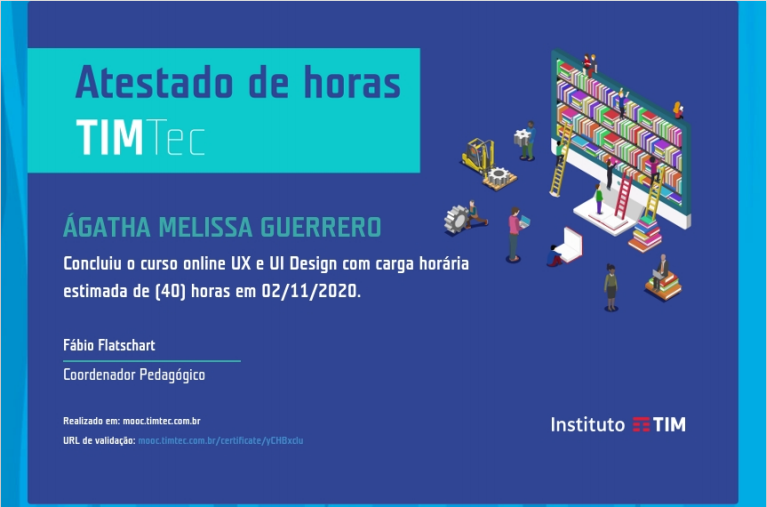 Atestado de horas
TIMTec
ÁGATHA MELISSA GUERRERO
Concluiu o curso online UX e UI Design com carga horária
estimada de (40) horas em 02/11/2020.
Fábio Flatschart
Coordenador Pedagógico
Realizado em: mooc.timtec.com.br
URL de validação: mooc.timtec.com.br/certificate/yCHBxclu
Instituto TIM